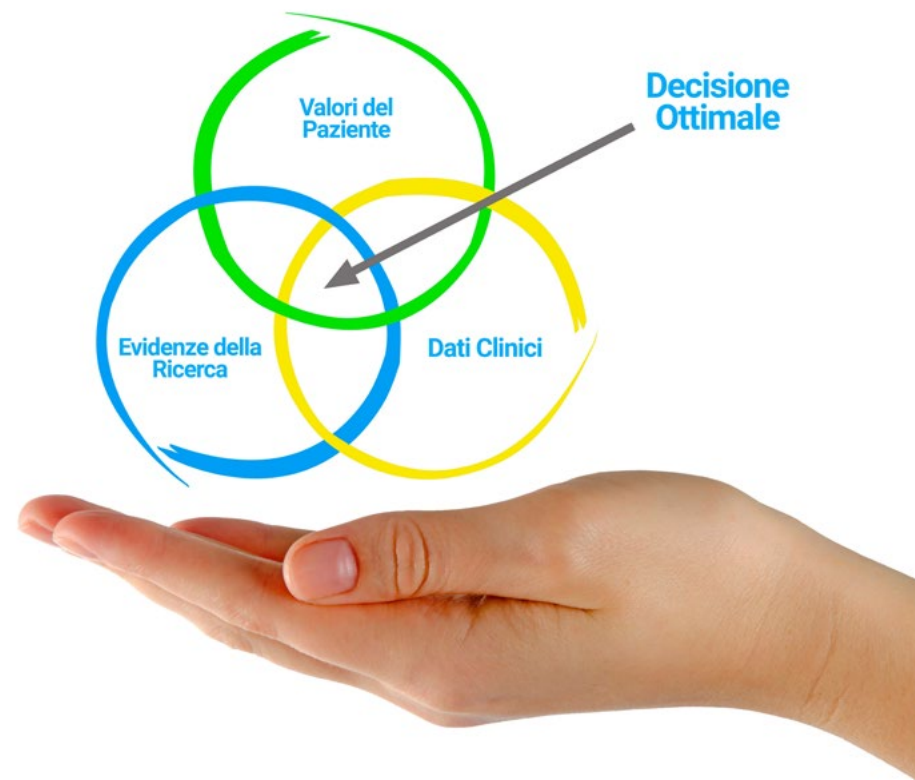 Valori del
Paziente
Decisione
Ottimale
Evidenze della
Ricerca
Dati Clinici